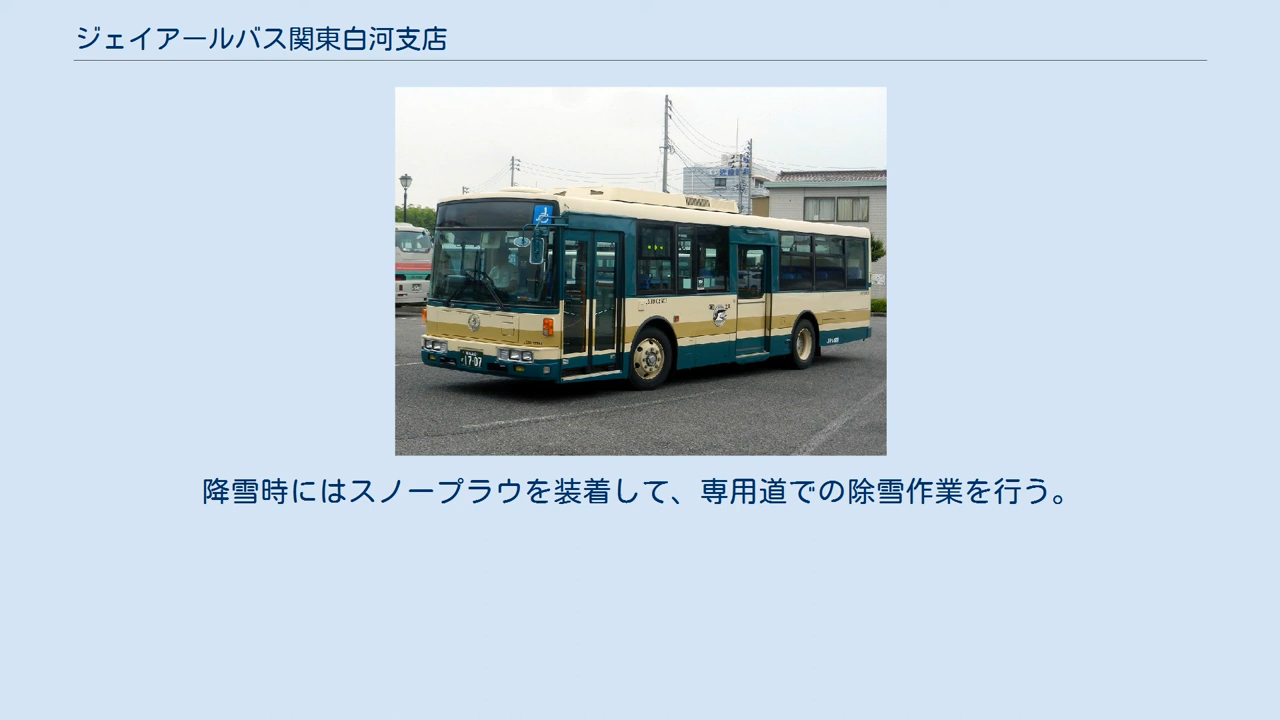 ジェイアールバス関東白河支店
17-07
降雪時にはスノープラウを装着して、専用道での除雪作業を行う。